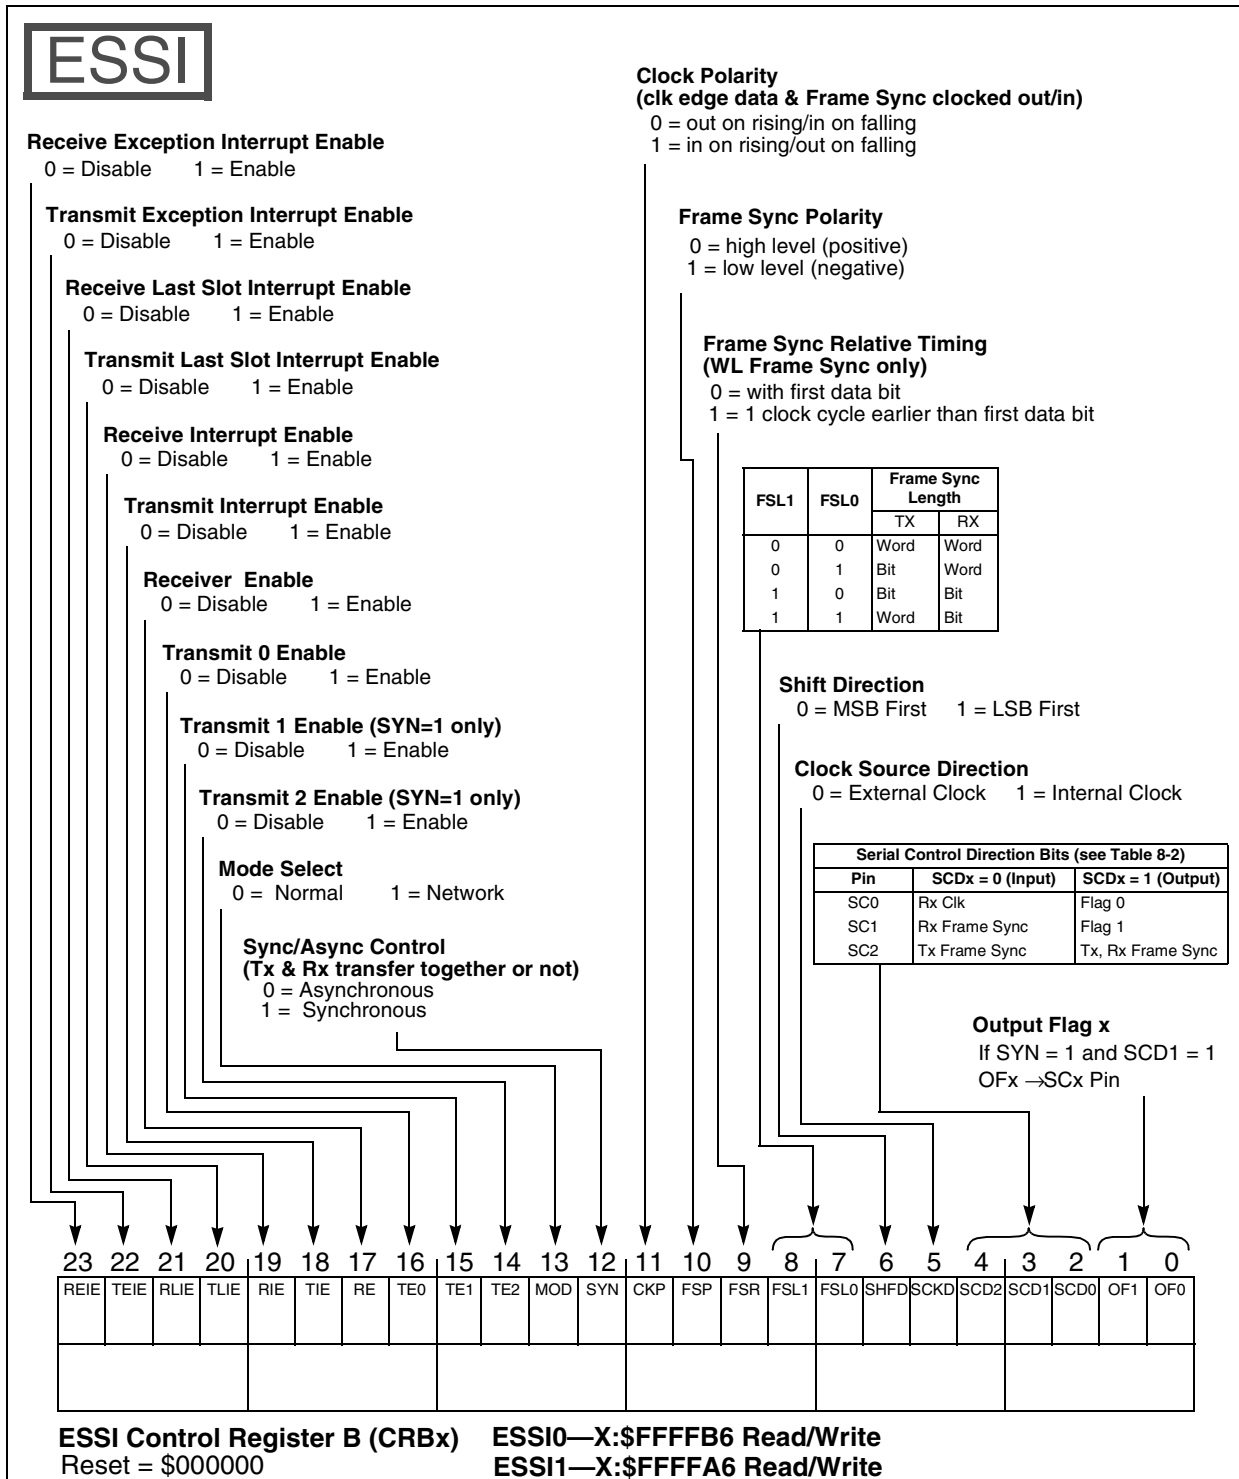 ESSI
Receive Exception Interrupt Enable
0 = Disable 1 = Enable
Transmit Exception Interrupt Enable
0 = Disable 1 = Enable
Receive Last Slot Interrupt Enable
0 = Disable 1 = Enable
Transmit Last Slot Interrupt Enable
0 = Disable 1 = Enable
Receive Interrupt Enable
0 = Disable 1 = Enable
Transmit Interrupt Enable
0 = Disable 1 = Enable
Receiver Enable
0 = Disable 1 = Enable
Transmit 0 Enable
0 = Disable 1 = Enable
Transmit 1 Enable (SYN=1 only)
0 = Disable 1 = Enable
Transmit 2 Enable (SYN=1 only)
0 = Disable 1 = Enable
Mode Select
0 = Normal 1 = Network
Sync/Async Control
(Tx & Rx transfer together or not)
0 = Asynchronous
1 = Synchronous
Clock Polarity
(clk edge data & Frame Sync clocked out/in)
0 = out on rising/in on falling
1 = in on rising/out on falling
Frame Sync Polarity
0 = high level (positive)
1 = low level (negative)
Frame Sync Relative Timing
(WL Frame Sync only)
0 = with first data bit
1 = 1 clock cycle earlier than first data bit
FSL1 FSL0 Frame Sync
Length
TX RX
0 0 Word Word
0 1 Bit Word
1 0 Bit Bit
1 1 Word Bit
Shift Direction
0 = MSB First 1 = LSB First
Clock Source Direction
0 = External Clock 1 = Internal Clock
Serial Control Direction Bits (see Table 8-2)
Pin SCDx = 0 (Input) SCDx = 1 (Output)
SC0 Rx Clk Flag 0
SC1 Rx Frame Sync Flag 1
SC2 Tx Frame Sync Tx, Rx Frame Sync
Output Flag x
If SYN = 1 and SCD1 = 1
OFx →SCx Pin
23 22 21 20 19 18 17 16 15 14 13 12 11 10 9 8 7 6 5 4 3 2 1 0
REIE TEIE RLIE TLIE RIE TIE RE TE0 TE1 TE2 MOD SYN CKP FSP FSR FSL1 FSL0 SHFD SCKD SCD2 SCD1 SCD0 OF1 OF0
ESSI Control Register B (CRBx) ESSI0—X:$FFFFB6 Read/Write
Reset = $000000 ESSI1—X:$FFFFA6 Read/Write